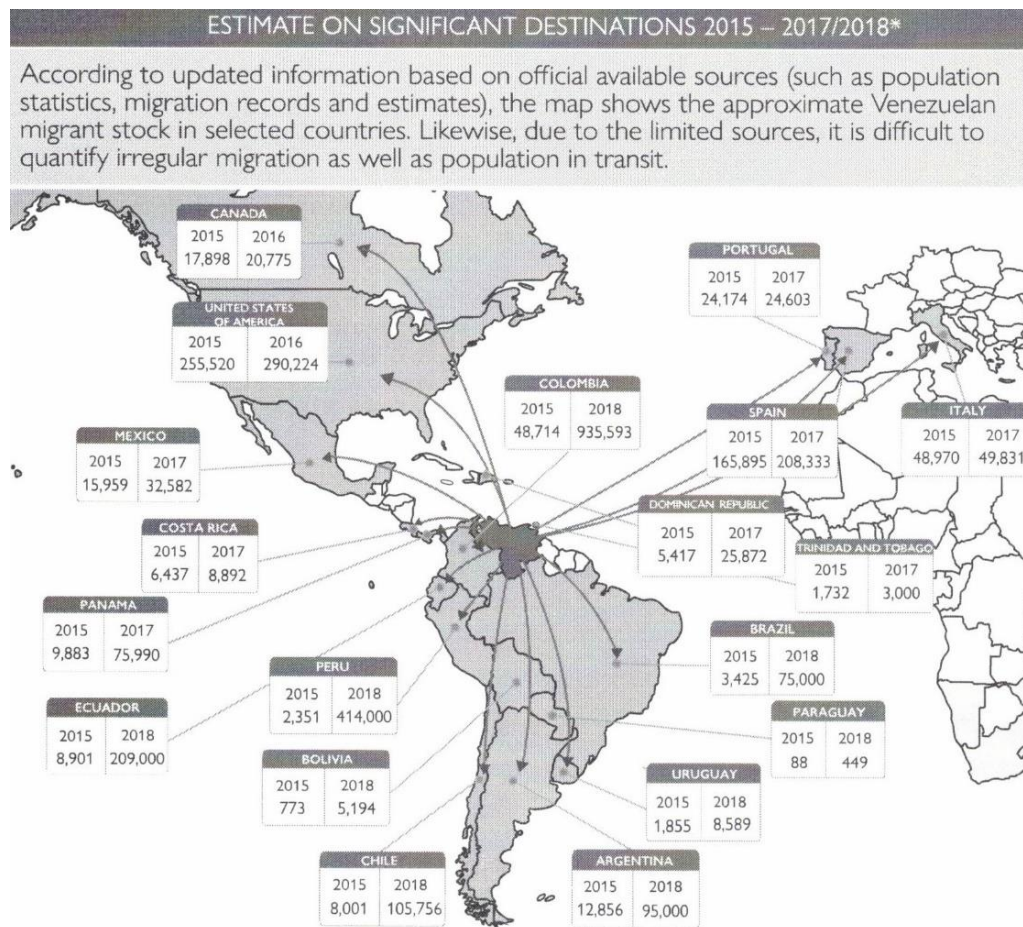 ESTIMATE ON SIGNIFICANT DESTINATIONS 2015 – 2017/2018*
According to updated information based on official available sources (such as population
statistics, migration records and estimates), the map shows the approximate Venezuelan
migrant stock in selected countries. Likewise, due to the limited sources, it is difficult to
quantify irregular migration as well as population in transit.
CANADA
2015 2016
17,898 20,775
UNITED STATES
OF AMERICA
2015 2016
255,520 290,224
PORTUGAL
2015 2017
24,174 24,603
COLOMBIA
2015 2018
48,714 935,593
SPAIN
2015 2017
165,895 208,333
ITALY
2015 2017
48,970 49,831
MEXICO
2015 2017
15,959 32,582
DOMINICAN REPUBLIC
2015 2017
5,417 25,872
COSTA RICA
2015 2017
6,437 8,892
TRINIDAD AND TOBAGO
2015 2017
1,732 3,000
PANAMA
2015 2017
9,883 75,990
BRAZIL
2015 2018
3,425 75,000
PERU
2015 2018
2,351 414,000
ECUADOR
2015 2018
8,901 209,000
PARAGUAY
2015 2018
88 449
BOLIVIA
2015 2018
773 5,194
URUGUAY
2015 2018
1,855 8,589
CHILE
2015 2018
8,001 105,756
ARGENTINA
2015 2018
12,856 95,000